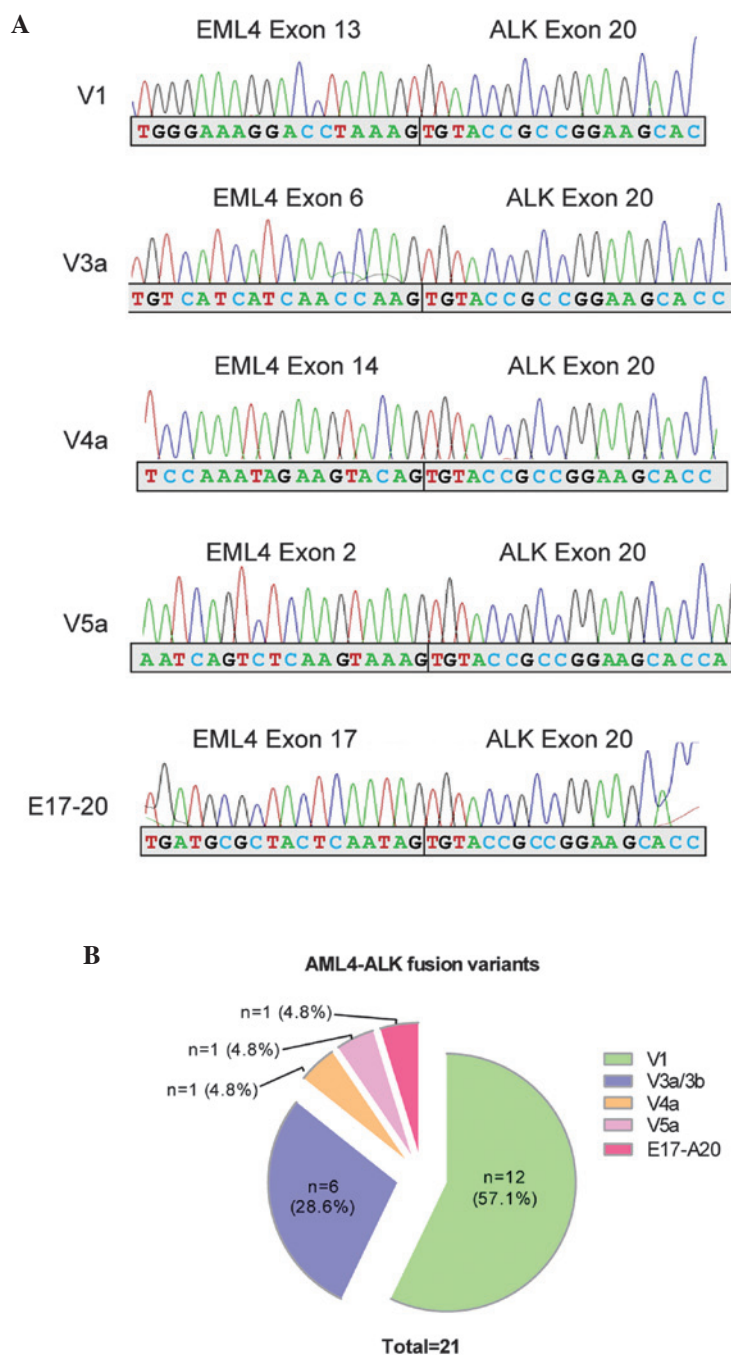 A
EML4 Exon 13 ALK Exon 20
V1
TGGGAAAGGACCTAAAGTGTACCGCCGGAAGCAC
EML4 Exon 6 ALK Exon 20
V3a
TGTCATCATCAACCAAGTGTACCGCCGGAAGCACC
EML4 Exon 14 ALK Exon 20
V4a
TCCAAATAGAAGTACAGTGTACCGCCGGAAGCACC
EML4 Exon 2 ALK Exon 20
V5a
AATCAGTCTCAAGTAAAGTGTACCGCCGGAAGCACCA
EML4 Exon 17 ALK Exon 20
E17-20
TGATGCGCTACTCAATAGTGTACCGCCGGAAGCACC
B
AML4-ALK fusion variants
n=1 (4.8%)
n=1 (4.8%)
n=1 (4.8%)
V1
V3a/3b
V4a
V5a
E17-A20
n=12
(57.1%)
n=6
(28.6%)
Total=21